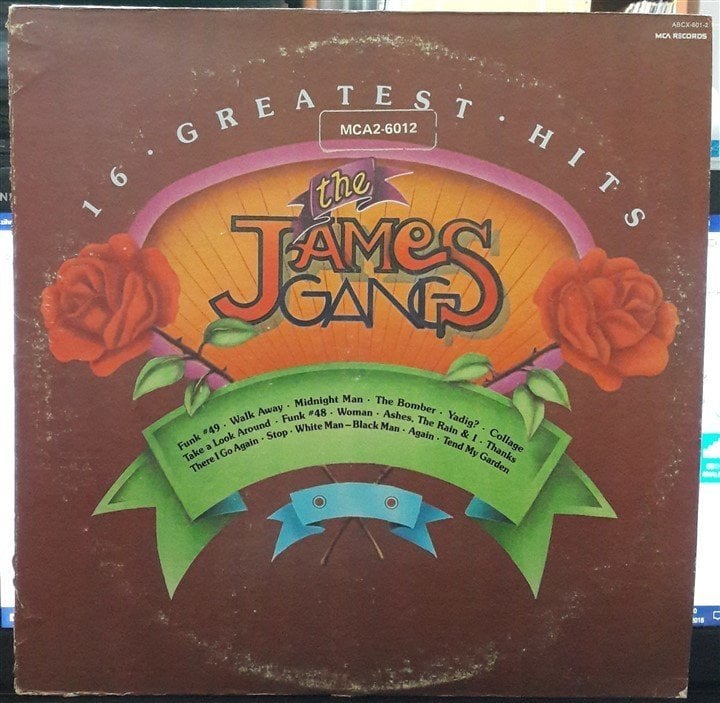 ABCX-601-2
MCA RECORDS
16 · GREATEST · HITS
MCA2-6012
the
JAMES
GANG
Funk #49 · Walk Away · Midnight Man · The Bomber · Yadig? · Collage
Take a Look Around · Funk #48 · Woman · Ashes, The Rain & I · Thanks
There I Go Again · Stop · White Man – Black Man · Again · Tend My Garden